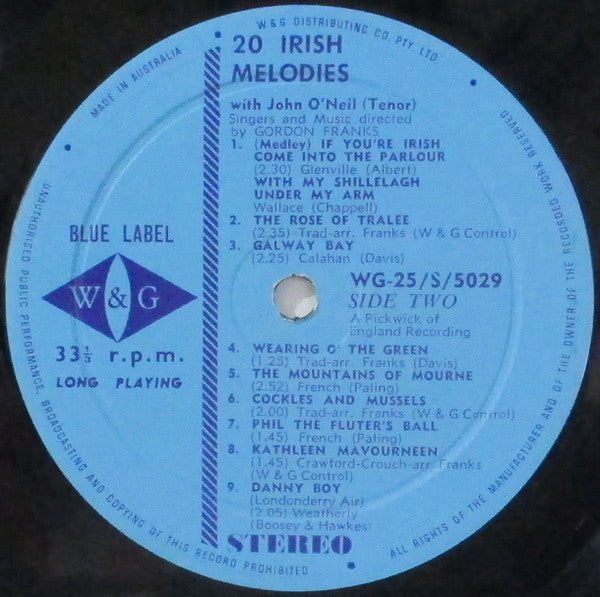 W & G DISTRIBUTING CO. PTY. LTD.
MADE IN AUSTRALIA
20 IRISH
MELODIES
with John O'Neil (Tenor)
Singers and Music directed
by GORDON FRANKS
1. (Medley) IF YOU'RE IRISH
COME INTO THE PARLOUR
(2.30) Glenville (Albert)
WITH MY SHILLELAGH
UNDER MY ARM
Wallace (Chappell)
2. THE ROSE OF TRALEE
(2.35) Trad-arr. Franks (W & G Control)
3. GALWAY BAY
(2.25) Calahan (Davis)
BLUE LABEL
W & G
33⅓ r.p.m.
LONG PLAYING
WG-25/S/5029
SIDE TWO
A Pickwick of
England Recording
4. WEARING O' THE GREEN
(1.25) Trad-arr. Franks (Davis)
5. THE MOUNTAINS OF MOURNE
(2.52) French (Paling)
6. COCKLES AND MUSSELS
(2.00) Trad-arr. Franks (W & G Control)
7. PHIL THE FLUTER'S BALL
(1.45) French (Paling)
8. KATHLEEN MAVOURNEEN
(1.45) Crawford-Crouch-arr. Franks
(W & G Control)
9. DANNY BOY
(Londonderry Air)
(2.05) Weatherly
(Boosey & Hawkes)
STEREO
UNAUTHORISED PUBLIC PERFORMANCE, BROADCASTING AND COPYING OF THIS RECORD PROHIBITED
ALL RIGHTS OF THE MANUFACTURER AND OF THE OWNER OF THE RECORDED WORK RESERVED